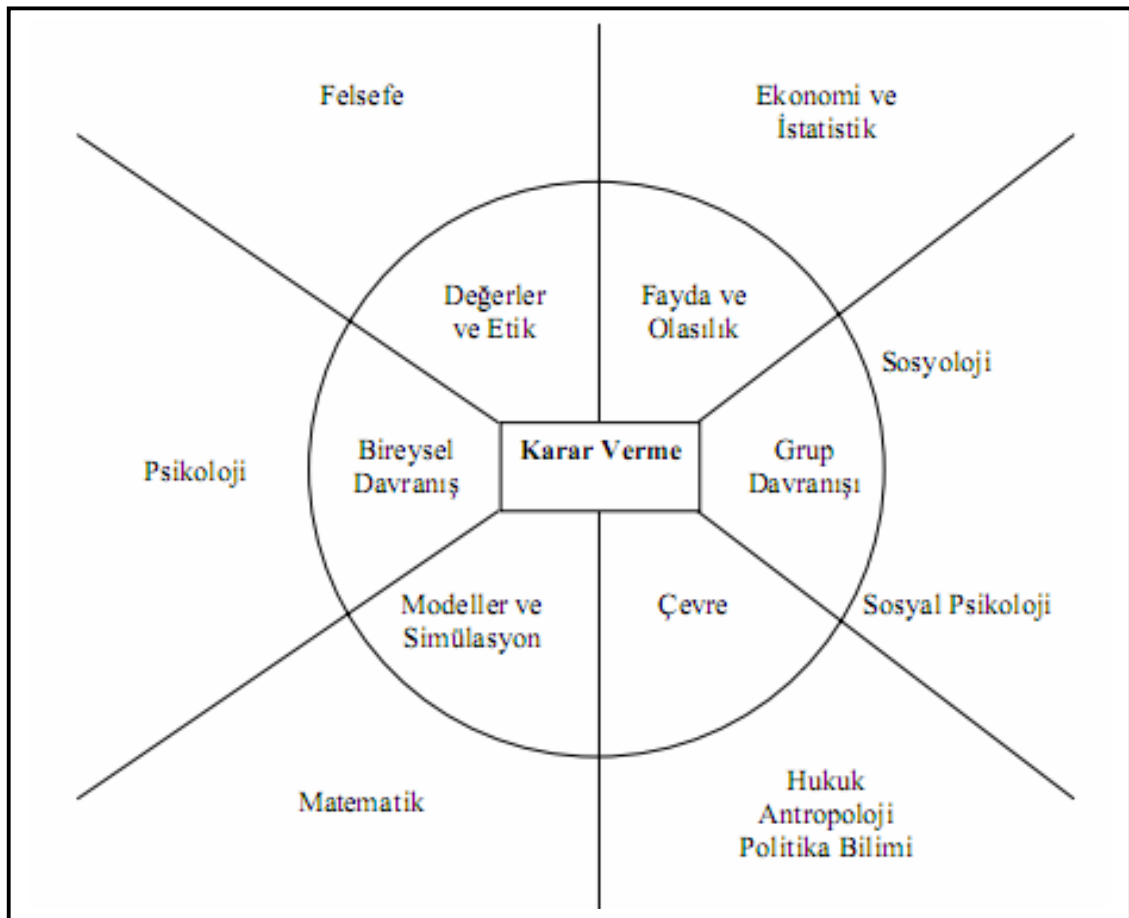 Felsefe
Ekonomi ve
İstatistik
Değerler
ve Etik
Fayda ve
Olasılık
Sosyoloji
Psikoloji
Bireysel
Davranış
Karar Verme
Grup
Davranışı
Modeller ve
Simülasyon
Çevre
Sosyal Psikoloji
Matematik
Hukuk
Antropoloji
Politika Bilimi